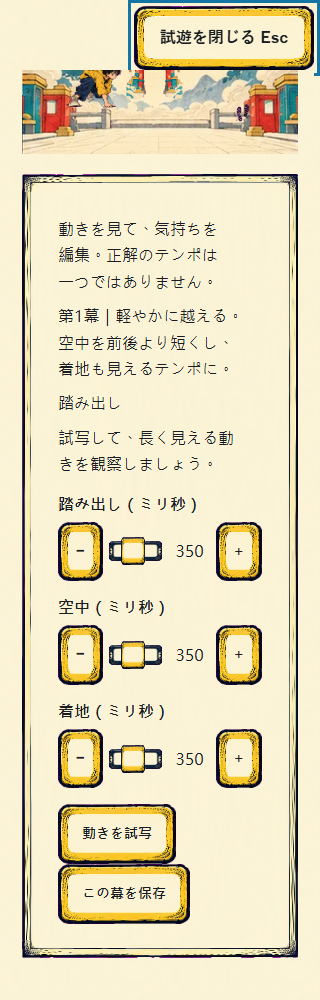 試遊を閉じる Esc
動きを見て、気持ちを
編集。正解のテンポは
一つではありません。
第1幕｜軽やかに越える。
空中を前後より短くし、
着地も見えるテンポに。
踏み出し
試写して、長く見える動
きを観察しましょう。
踏み出し（ミリ秒）
− 350 +
空中（ミリ秒）
− 350 +
着地（ミリ秒）
− 350 +
動きを試写
この幕を保存